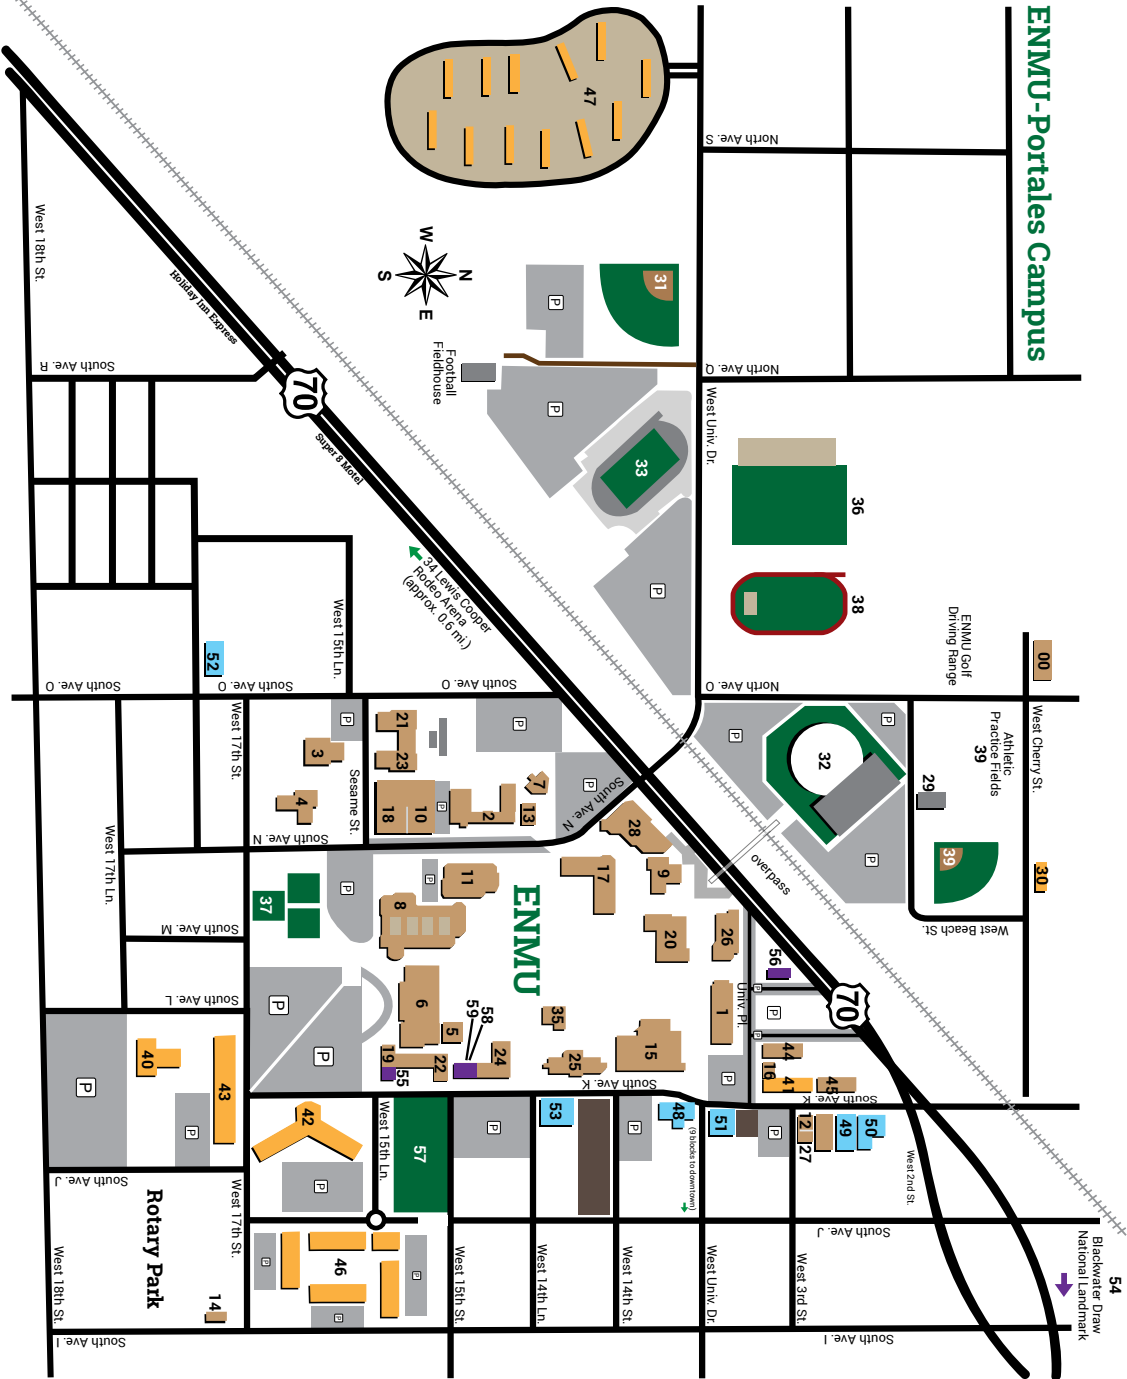 ENMU-Portales Campus
47
North Ave. S
W
N
S
E
31
P
Football
Fieldhouse
North Ave. Q
West Univ. Dr.
P
33
P
36
38
ENMU Golf
Driving Range
00
West 18th St.
Holiday Inn Express
South Ave. R
70
Super 8 Motel
34 Lewis Cooper
Rodeo Arena
(approx. 0.6 mi.)
West 15th Ln.
52
South Ave. O
South Ave. O
South Ave. O
North Ave. O
West Cherry St.
Athletic
Practice Fields
39
29
39
30
West Beach St.
P
32
P
P
overpass
West 17th St.
P
3
4
Sesame St.
21
23
18
10
P
2
7
13
P
P
South Ave. N
South Ave. N
28
9
17
20
26
56
West 17th Ln.
South Ave. M
South Ave. L
37
P
P
11
8
ENMU
6
5
59
58
35
24
25
15
1
Univ. Pl.
P
P
P
70
44
16
41
45
South Ave. K
South Ave. K
P
P
P
19
55
22
P
40
43
P
42
P
West 15th Ln.
57
P
53
P
48
(9 blocks to downtown)
51
P
12
27
49
50
West 2nd St.
South Ave. J
South Ave. J
Rotary Park
14
West 17th St.
P
46
P
P
West 18th St.
West 15th St.
West 14th Ln.
West 14th St.
West Univ. Dr.
West 3rd St.
South Ave. I
South Ave. I
54
Blackwater Draw
National Landmark